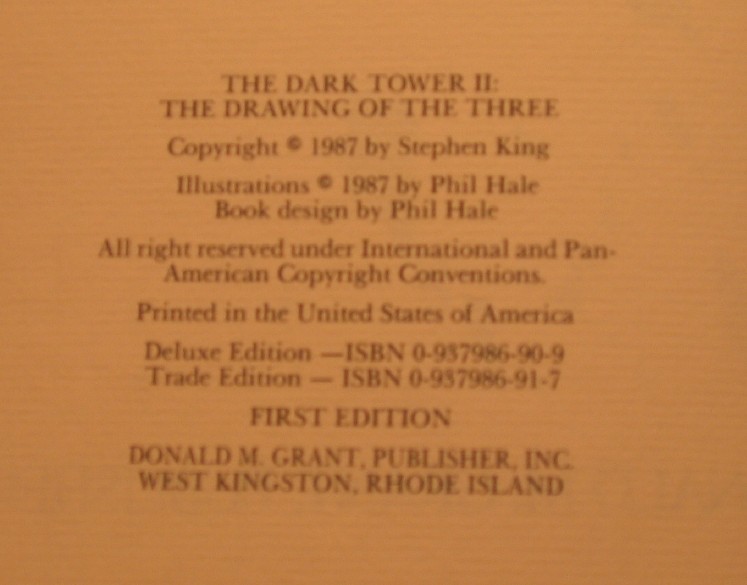 THE DARK TOWER II:
THE DRAWING OF THE THREE
Copyright © 1987 by Stephen King
Illustrations © 1987 by Phil Hale
Book design by Phil Hale
All right reserved under International and Pan-
American Copyright Conventions.
Printed in the United States of America
Deluxe Edition —ISBN 0-937986-90-9
Trade Edition — ISBN 0-937986-91-7
FIRST EDITION
DONALD M. GRANT, PUBLISHER, INC.
WEST KINGSTON, RHODE ISLAND